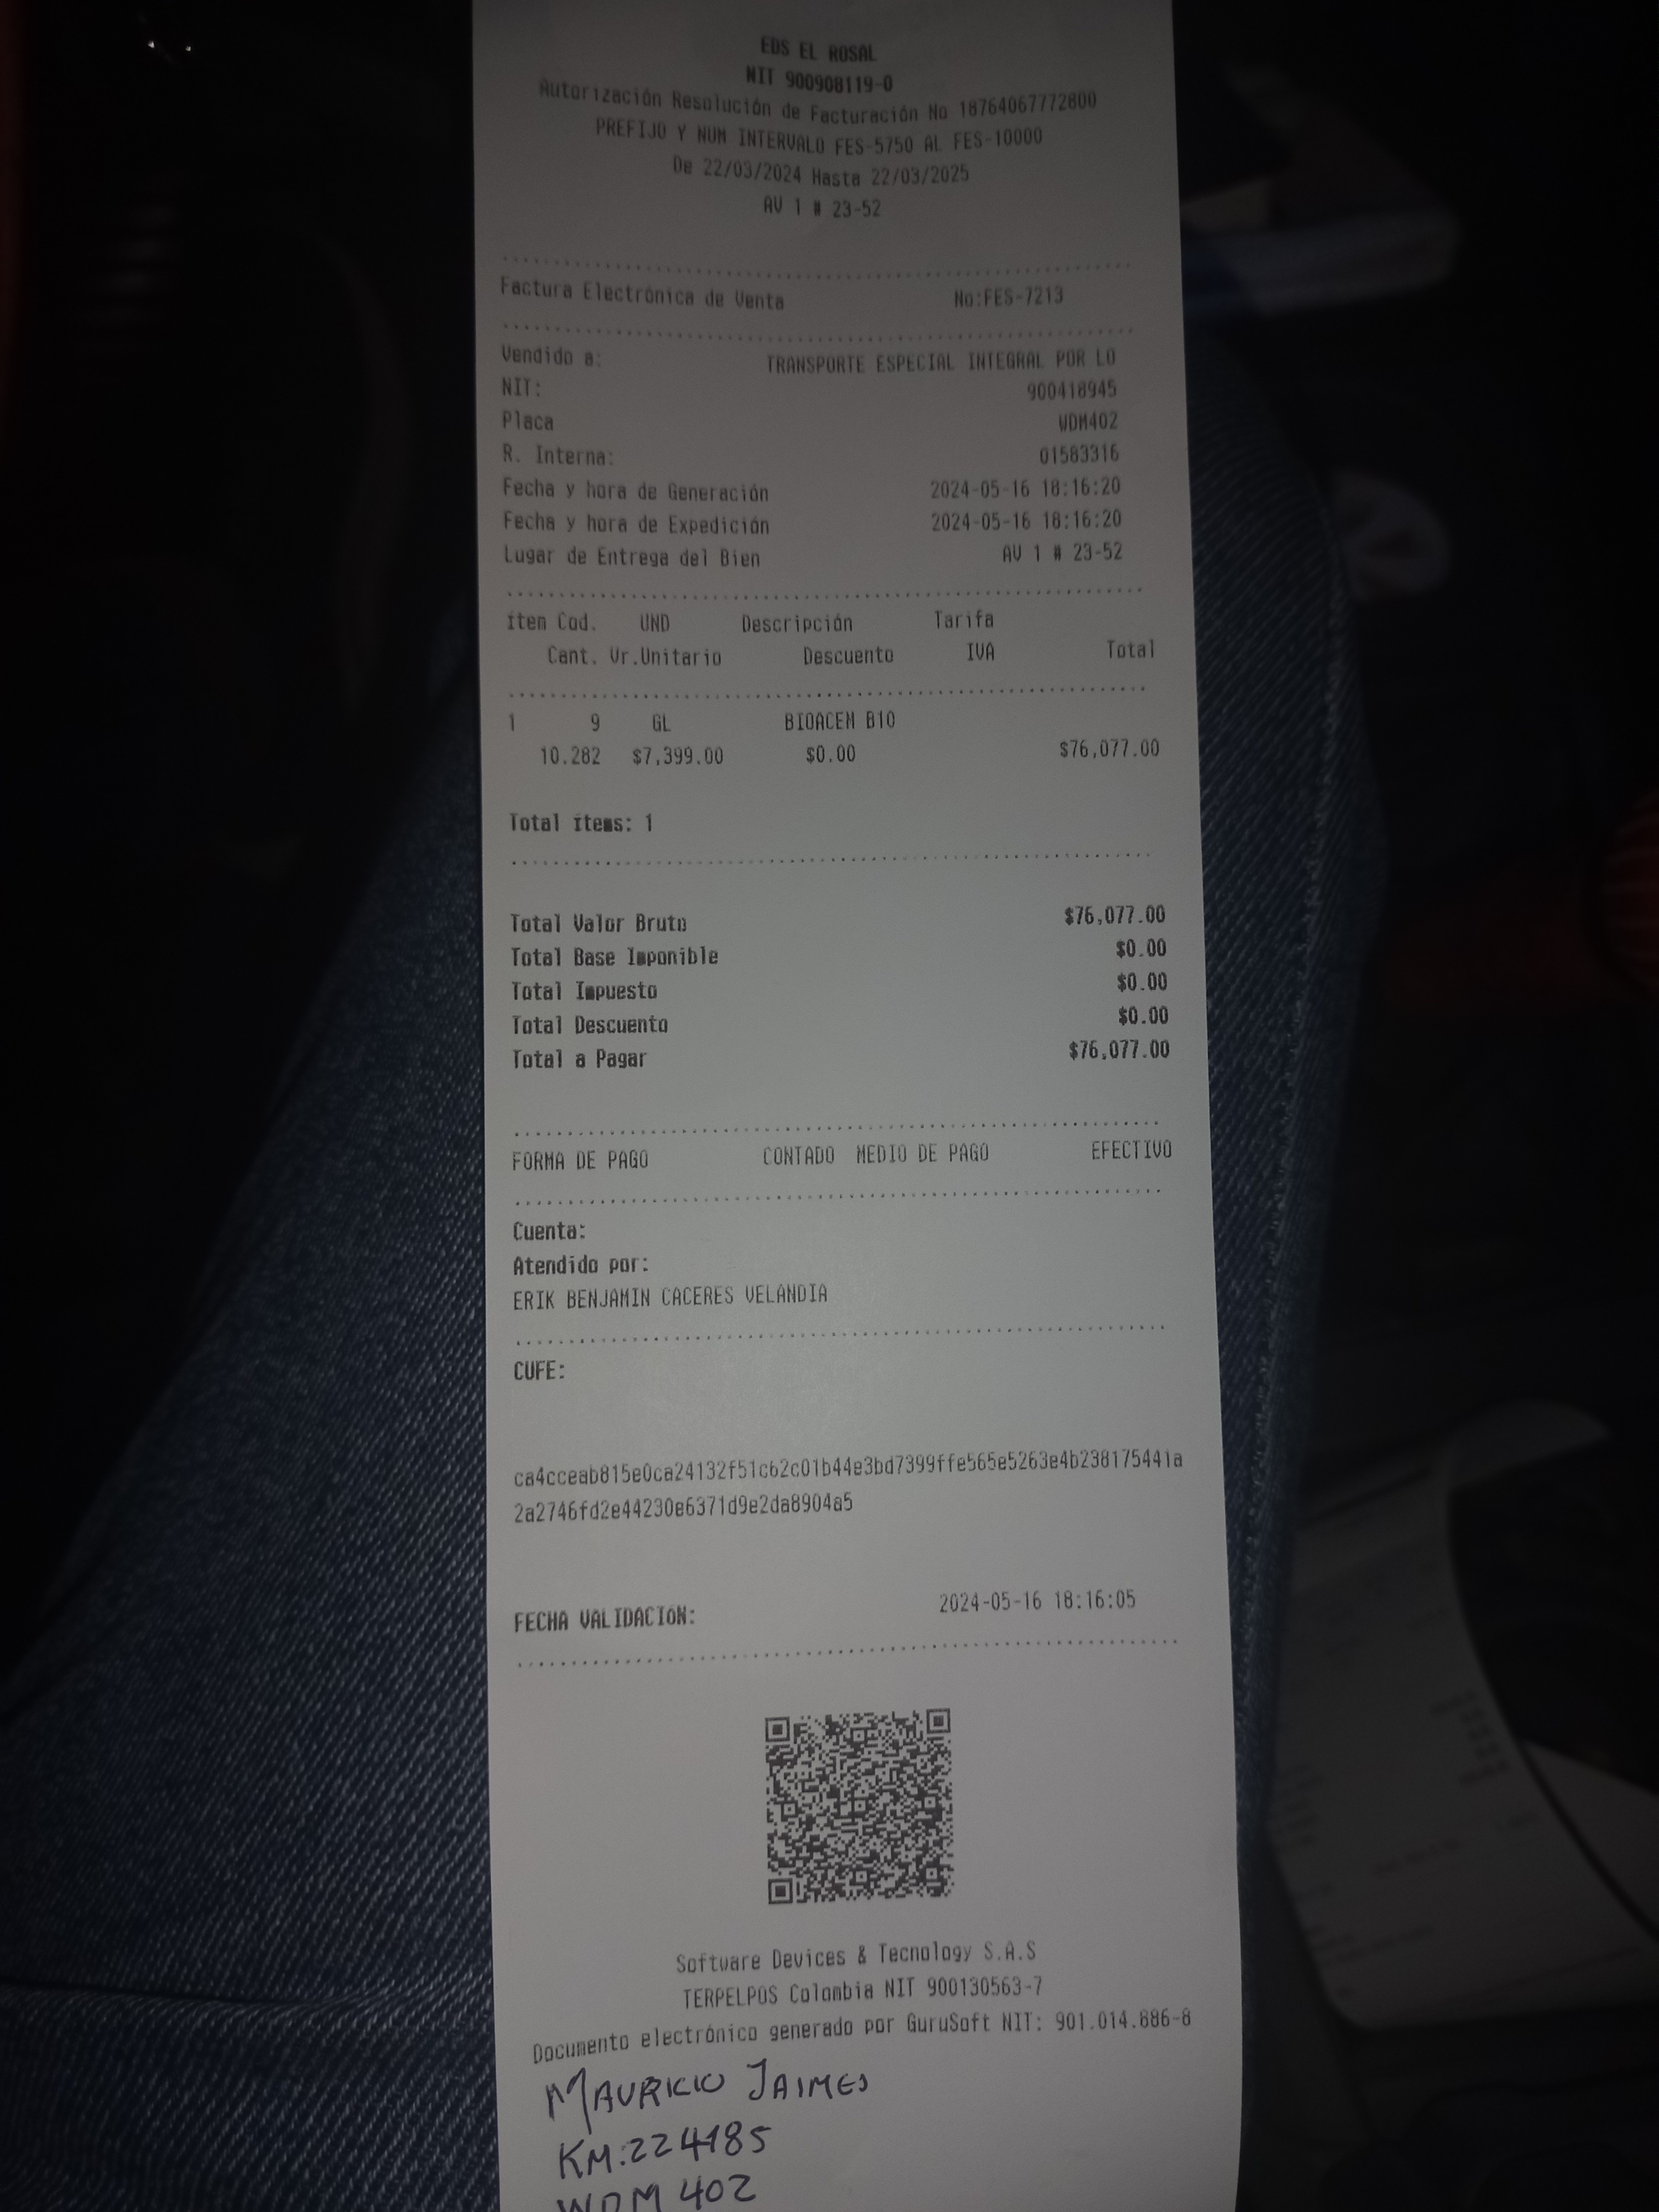 EDS EL ROSAL
NIT 900908119-0
Autorización Resolución de Facturación No 18764067772800
PREFIJO Y NUM INTERVALO FES-5750 AL FES-10000
De 22/03/2024 Hasta 22/03/2025
AV 1 # 23-52
Factura Electrónica de Venta No:FES-7213
Vendido a: TRANSPORTE ESPECIAL INTEGRAL POR LO
NIT: 900418945
Placa WDM402
R. Interna: 01583316
Fecha y hora de Generación 2024-05-16 18:16:20
Fecha y hora de Expedición 2024-05-16 18:16:20
Lugar de Entrega del Bien AV 1 # 23-52
ítem Cod. UND Descripción Tarifa
Cant. Vr.Unitario Descuento IVA Total
1 9 GL BIOACEM B10
10.282 $7,399.00 $0.00 $76,077.00
Total ítems: 1
Total Valor Bruto $76,077.00
Total Base Imponible $0.00
Total Impuesto $0.00
Total Descuento $0.00
Total a Pagar $76,077.00
FORMA DE PAGO CONTADO MEDIO DE PAGO EFECTIVO
Cuenta:
Atendido por:
ERIK BENJAMIN CACERES VELANDIA
CUFE:
ca4cceab815e0ca24132f51c62c01b44e3bd7399ffe565e5263e4b238175441a
2a2746fd2e44230e6371d9e2da8904a5
FECHA VALIDACIÓN: 2024-05-16 18:16:05
Software Devices & Tecnology S.A.S
TERPELPOS Colombia NIT 900130563-7
Documento electrónico generado por GuruSoft NIT: 901.014.886-8
MAURICIO JAIMES
KM:224185
WDM 402